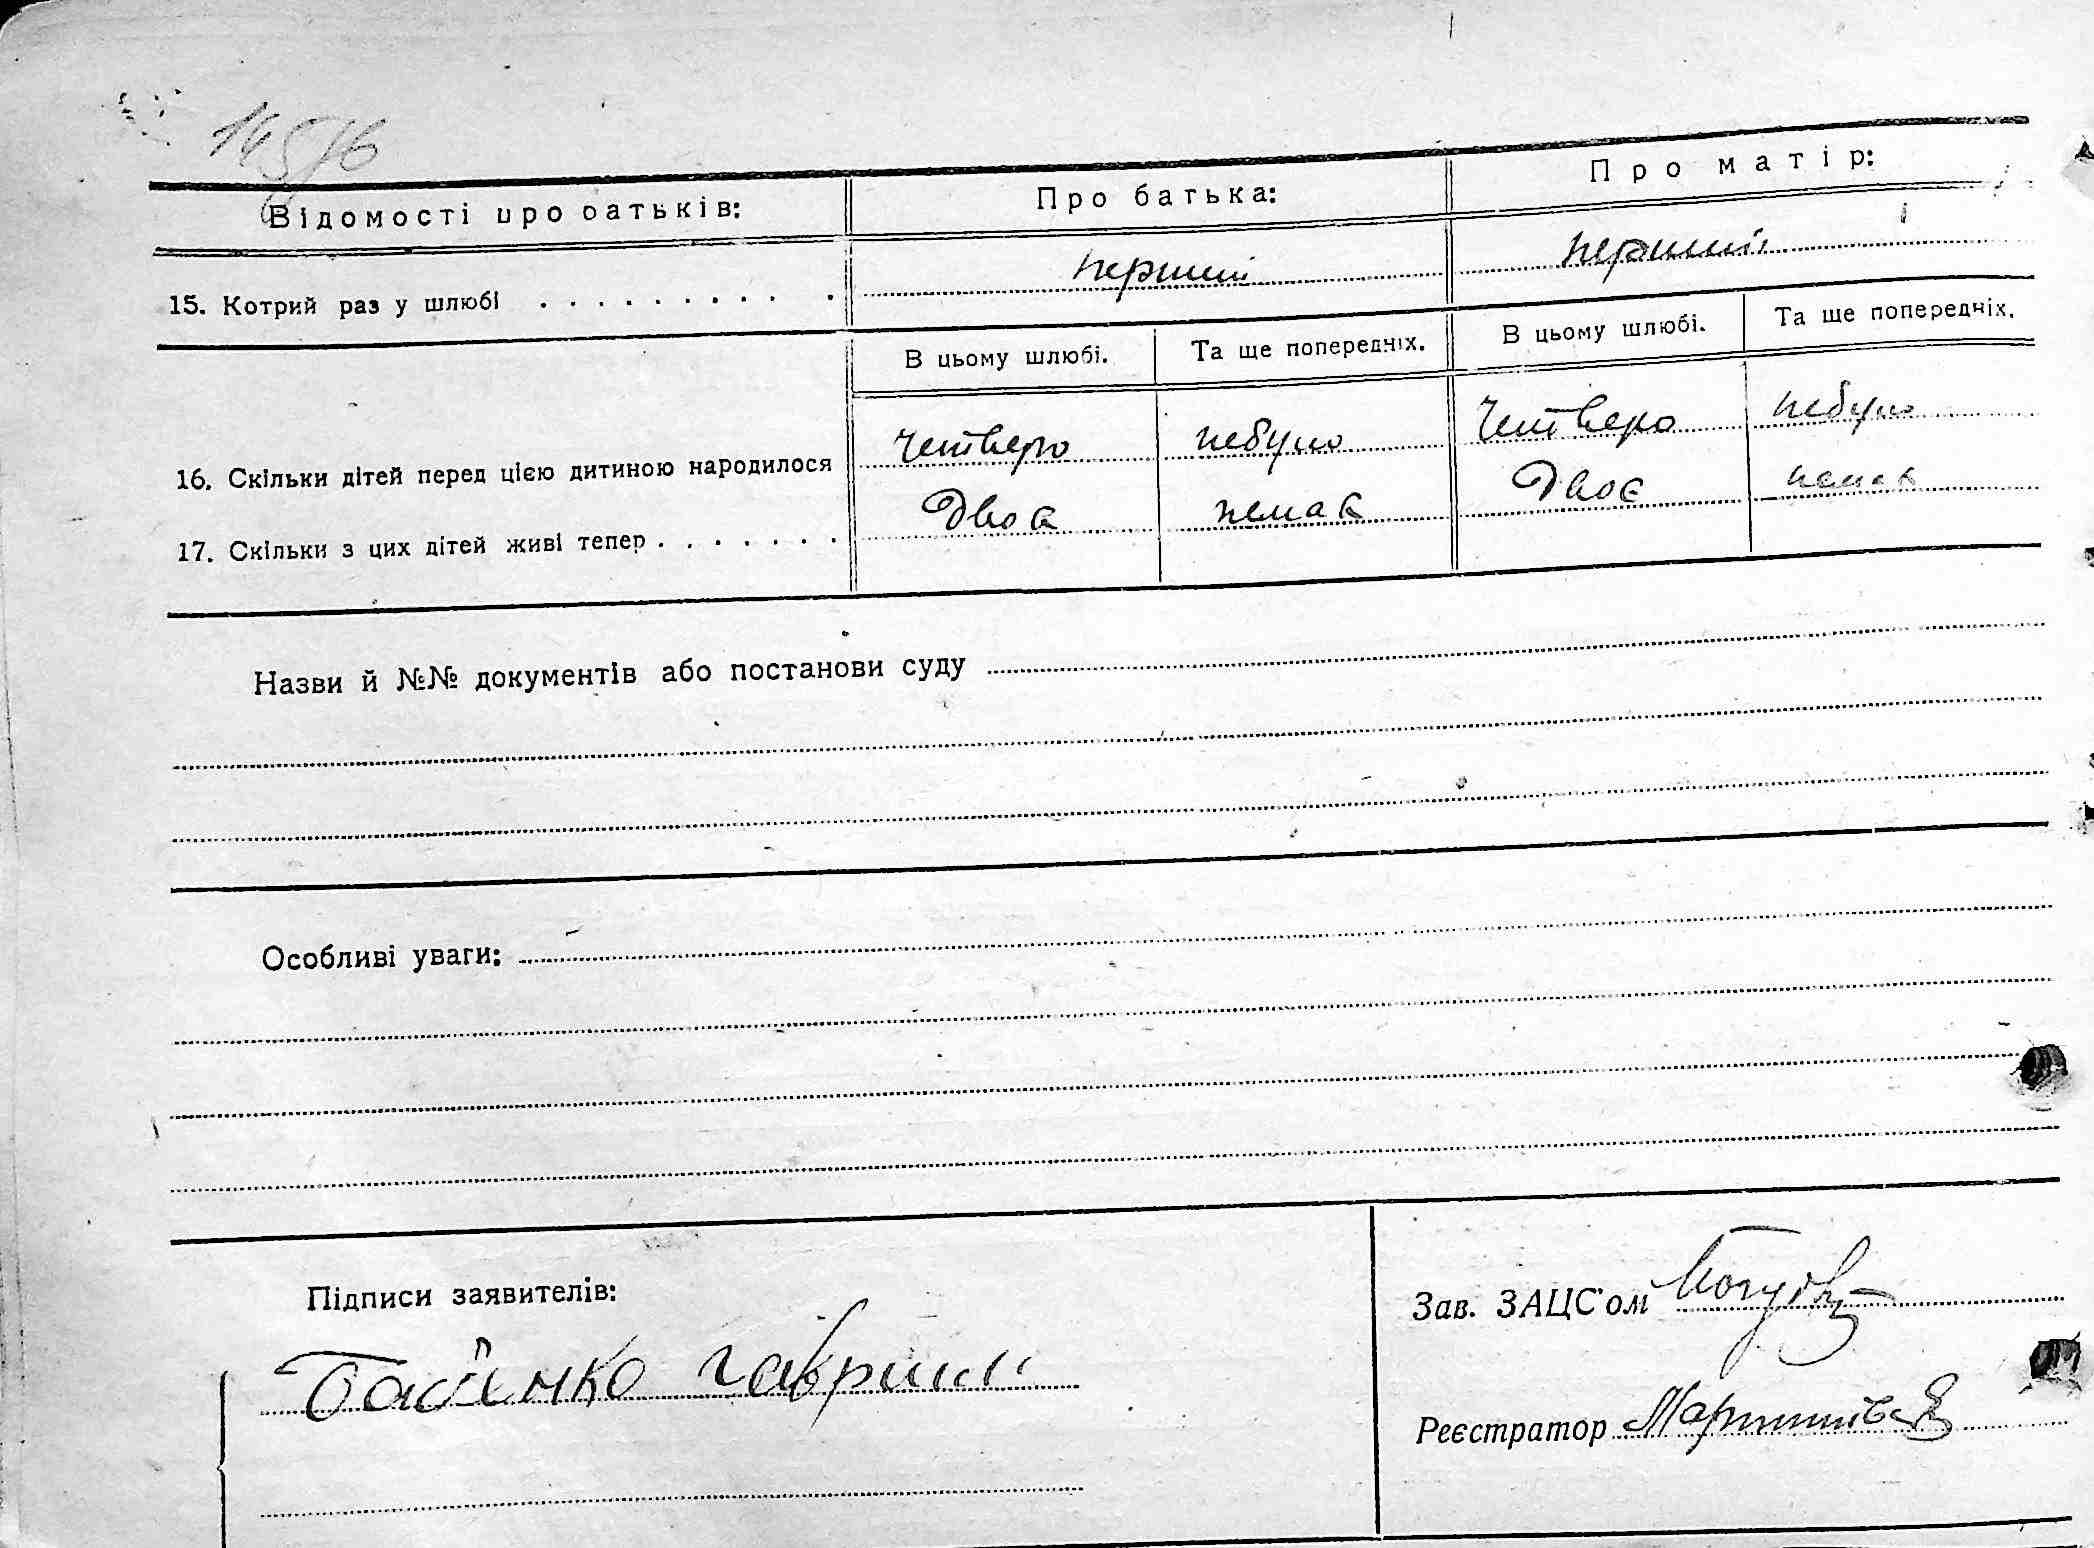 145/6
Відомості про батьків: Про батька: Про матір:
15. Котрий раз у шлюбі . . . . . . . . . . перший перший
В цьому шлюбі. Та ще попередніх. В цьому шлюбі. Та ще попередніх.
16. Скільки дітей перед цією дитиною народилося четверо небуло четверо небуло
17. Скільки з цих дітей живі тепер . . . . . . . Двоє немає Двоє немає
Назви й №№ документів або постанови суду
Особливі уваги:
Підписи заявителів:
Зав. ЗАЦС'ом
Гаврило
Реєстратор